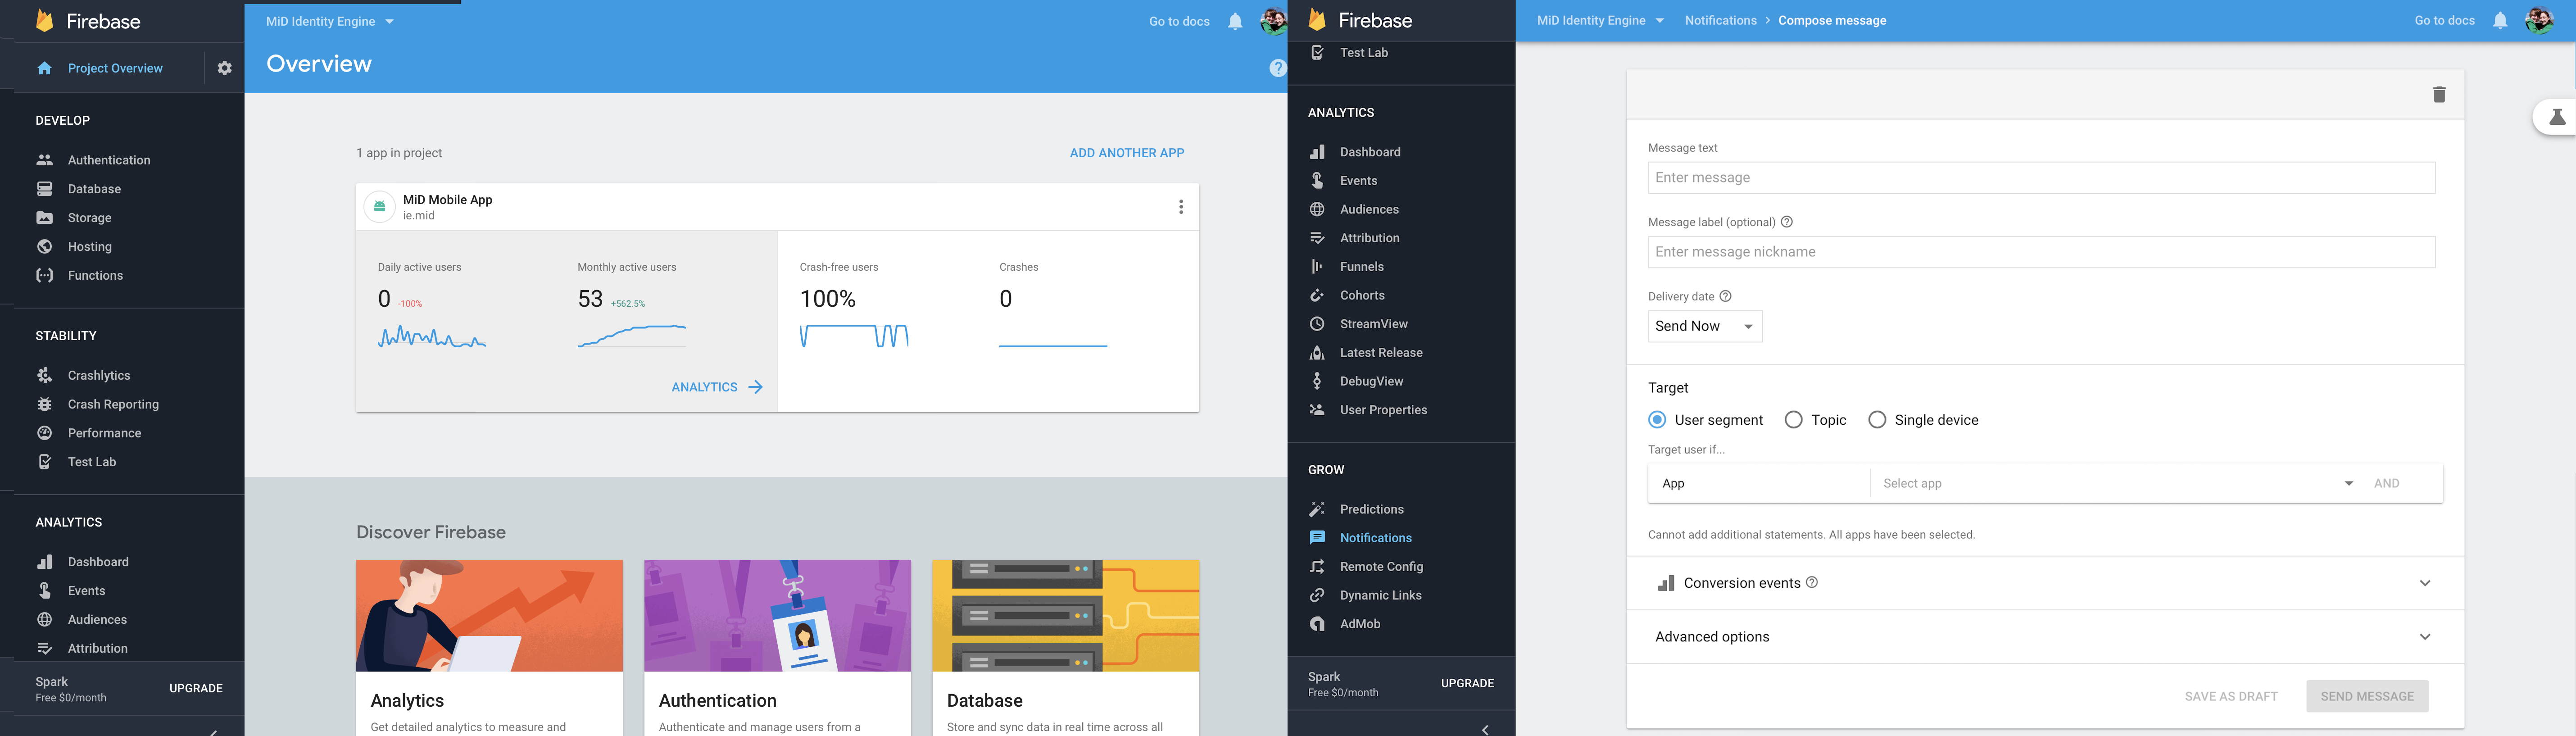 Firebase
Project Overview
DEVELOP
Authentication
Database
Storage
Hosting
Functions
STABILITY
Crashlytics
Crash Reporting
Performance
Test Lab
ANALYTICS
Dashboard
Events
Audiences
Attribution
Spark
Free $0/month
UPGRADE
MiD Identity Engine
Go to docs
Overview
?
1 app in project
ADD ANOTHER APP
MiD Mobile App
ie.mid
Daily active users
0 -100%
Monthly active users
53 +562.5%
ANALYTICS
Crash-free users
100%
Crashes
0
Discover Firebase
Analytics
Get detailed analytics to measure and
Authentication
Authenticate and manage users from a
Database
Store and sync data in real time across all
Firebase
Test Lab
ANALYTICS
Dashboard
Events
Audiences
Attribution
Funnels
Cohorts
StreamView
Latest Release
DebugView
User Properties
GROW
Predictions
Notifications
Remote Config
Dynamic Links
AdMob
Spark
Free $0/month
UPGRADE
MiD Identity Engine
Notifications > Compose message
Go to docs
Message text
Enter message
Message label (optional) ?
Enter message nickname
Delivery date ?
Send Now
Target
User segment Topic Single device
Target user if...
App Select app AND
Cannot add additional statements. All apps have been selected.
Conversion events ?
Advanced options
SAVE AS DRAFT SEND MESSAGE